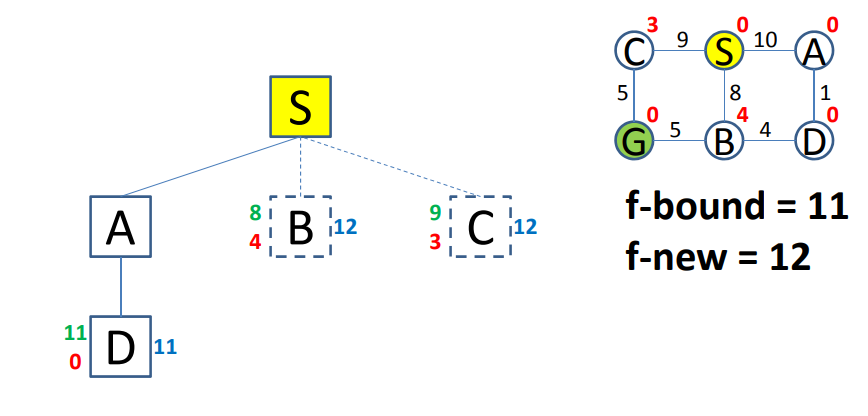 3 0 0
C 9 S 10 A
5 8 1
0 4 0
G 5 B 4 D
S
A
8
4 B 12
9
3 C 12
11
0 D 11
f-bound = 11
f-new = 12